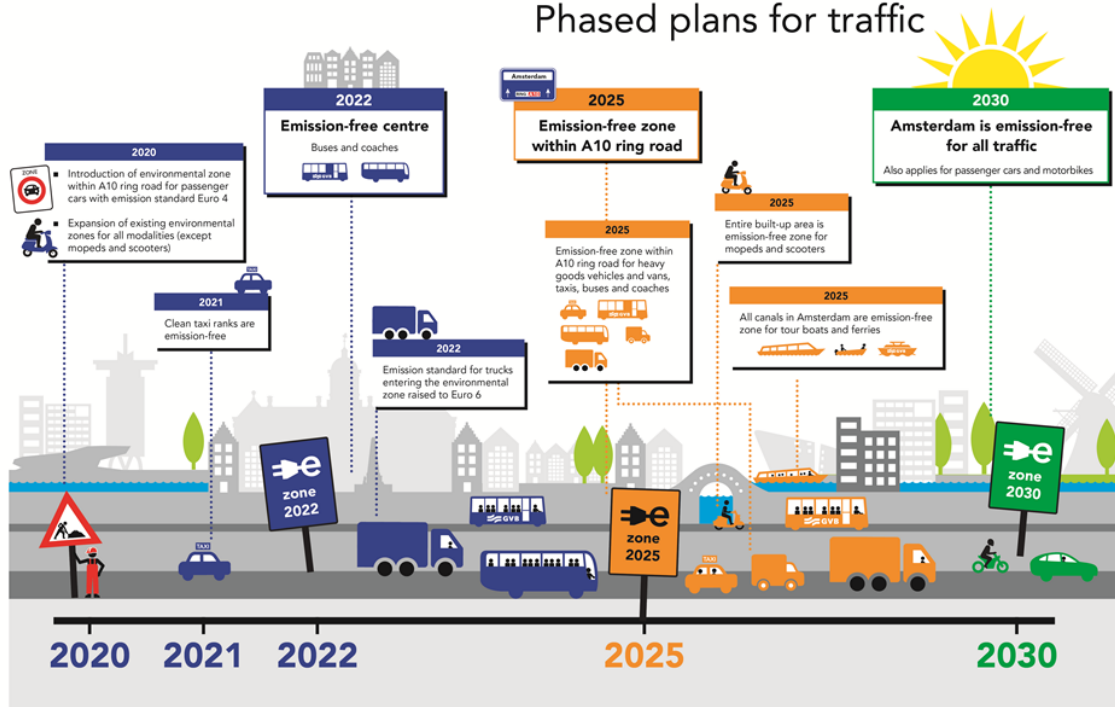 Phased plans for traffic
2020
ZONE
Introduction of environmental zone
within A10 ring road for passenger
cars with emission standard Euro 4
Expansion of existing environmental
zones for all modalities (except
mopeds and scooters)
TAXI
2021
Clean taxi ranks are
emission-free
2022
Emission-free centre
Buses and coaches
2022
Emission standard for trucks
entering the environmental
zone raised to Euro 6
Amsterdam
2025
Emission-free zone
within A10 ring road
2025
Emission-free zone within
A10 ring road for heavy
goods vehicles and vans,
taxis, buses and coaches
2025
Entire built-up area is
emission-free zone for
mopeds and scooters
2025
All canals in Amsterdam are emission-free
zone for tour boats and ferries
2030
Amsterdam is emission-free
for all traffic
Also applies for passenger cars and motorbikes
e
zone
2022
e
zone
2025
e
zone
2030
TAXI
GVB
TAXI
GVB
2020
2021
2022
2025
2030